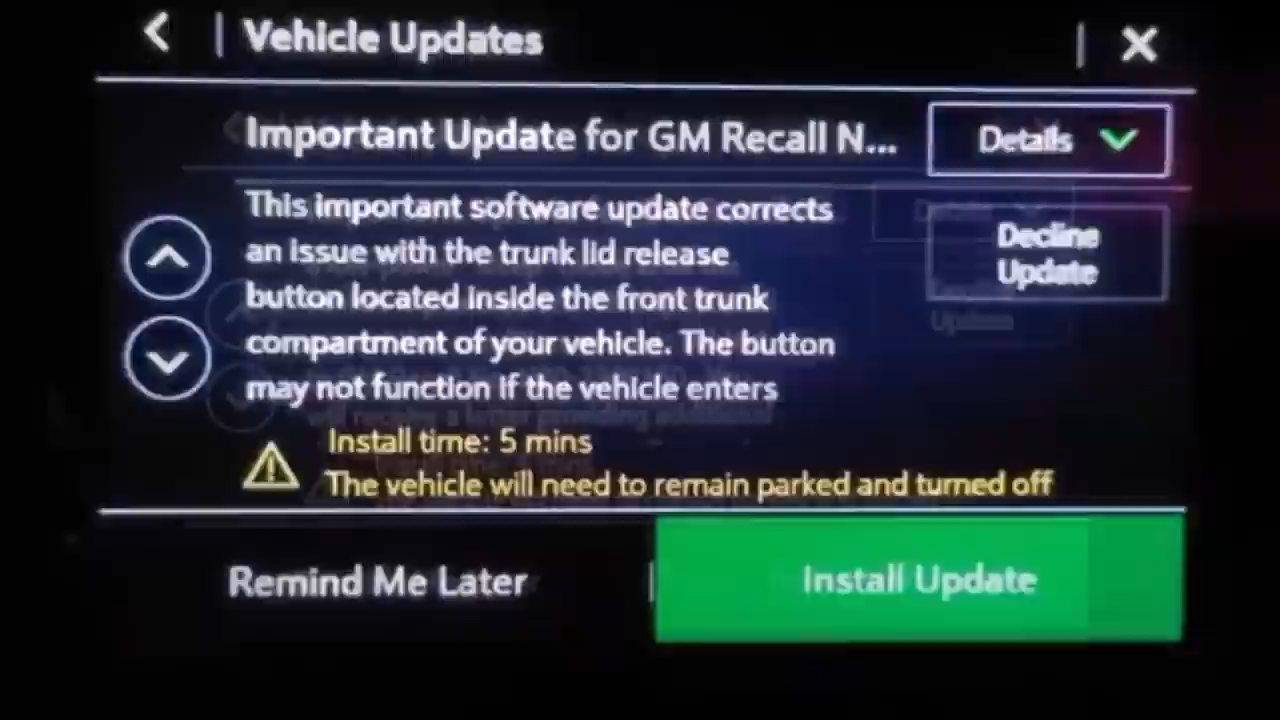 Vehicle Updates
Important Update for GM Recall N...
Details
This important software update corrects
an issue with the trunk lid release
button located inside the front trunk
compartment of your vehicle. The button
may not function if the vehicle enters
Decline
Update
Install time: 5 mins
The vehicle will need to remain parked and turned off
Remind Me Later
Install Update